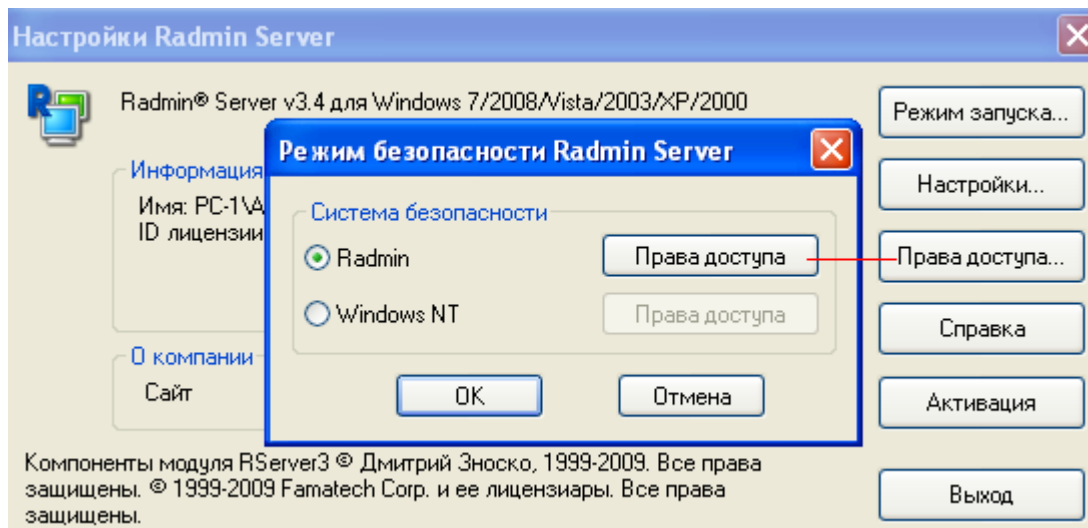 Настройки Radmin Server
Radmin® Server v3.4 для Windows 7/2008/Vista/2003/XP/2000
Информация
Имя: PC-1\A
ID лицензии
О компании
Сайт
Компоненты модуля RServer3 © Дмитрий Зноско, 1999-2009. Все права
защищены. © 1999-2009 Famatech Corp. и ее лицензиары. Все права
защищены.
Режим безопасности Radmin Server
Система безопасности
Radmin
Права доступа
Windows NT
Права доступа
OK
Отмена
Режим запуска...
Настройки...
Права доступа...
Справка
Активация
Выход